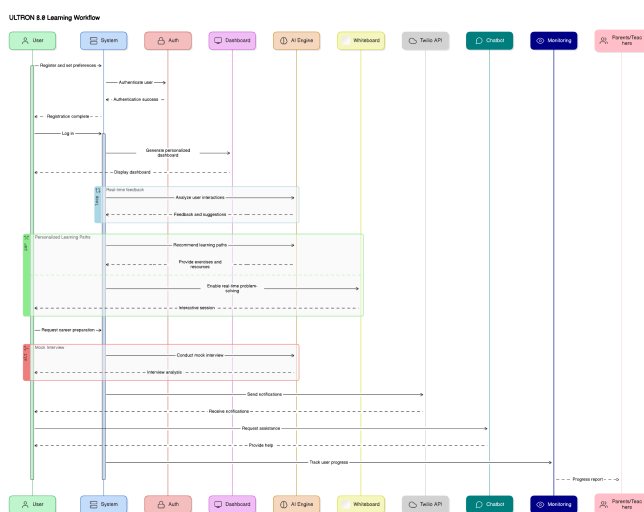 ULTRON 8.0 Learning Workflow
User
System
Auth
Dashboard
AI Engine
Whiteboard
Twilio API
Chatbot
Monitoring
Parents/Teac
hers
Register and set preferences
Authenticate user
Authentication success
Registration complete
Log in
Generate personalized
dashboard
Display dashboard
Real-time feedback
Analyze user interactions
Feedback and suggestions
Personalized Learning Paths
Recommend learning paths
Provide exercises and
resources
Enable real-time problem-
solving
Interactive session
Request career preparation
Mock Interview
Conduct mock interview
Interview analysis
Send notifications
Receive notifications
Request assistance
Provide help
Track user progress
Progress report
User
System
Auth
Dashboard
AI Engine
Whiteboard
Twilio API
Chatbot
Monitoring
Parents/Teac
hers